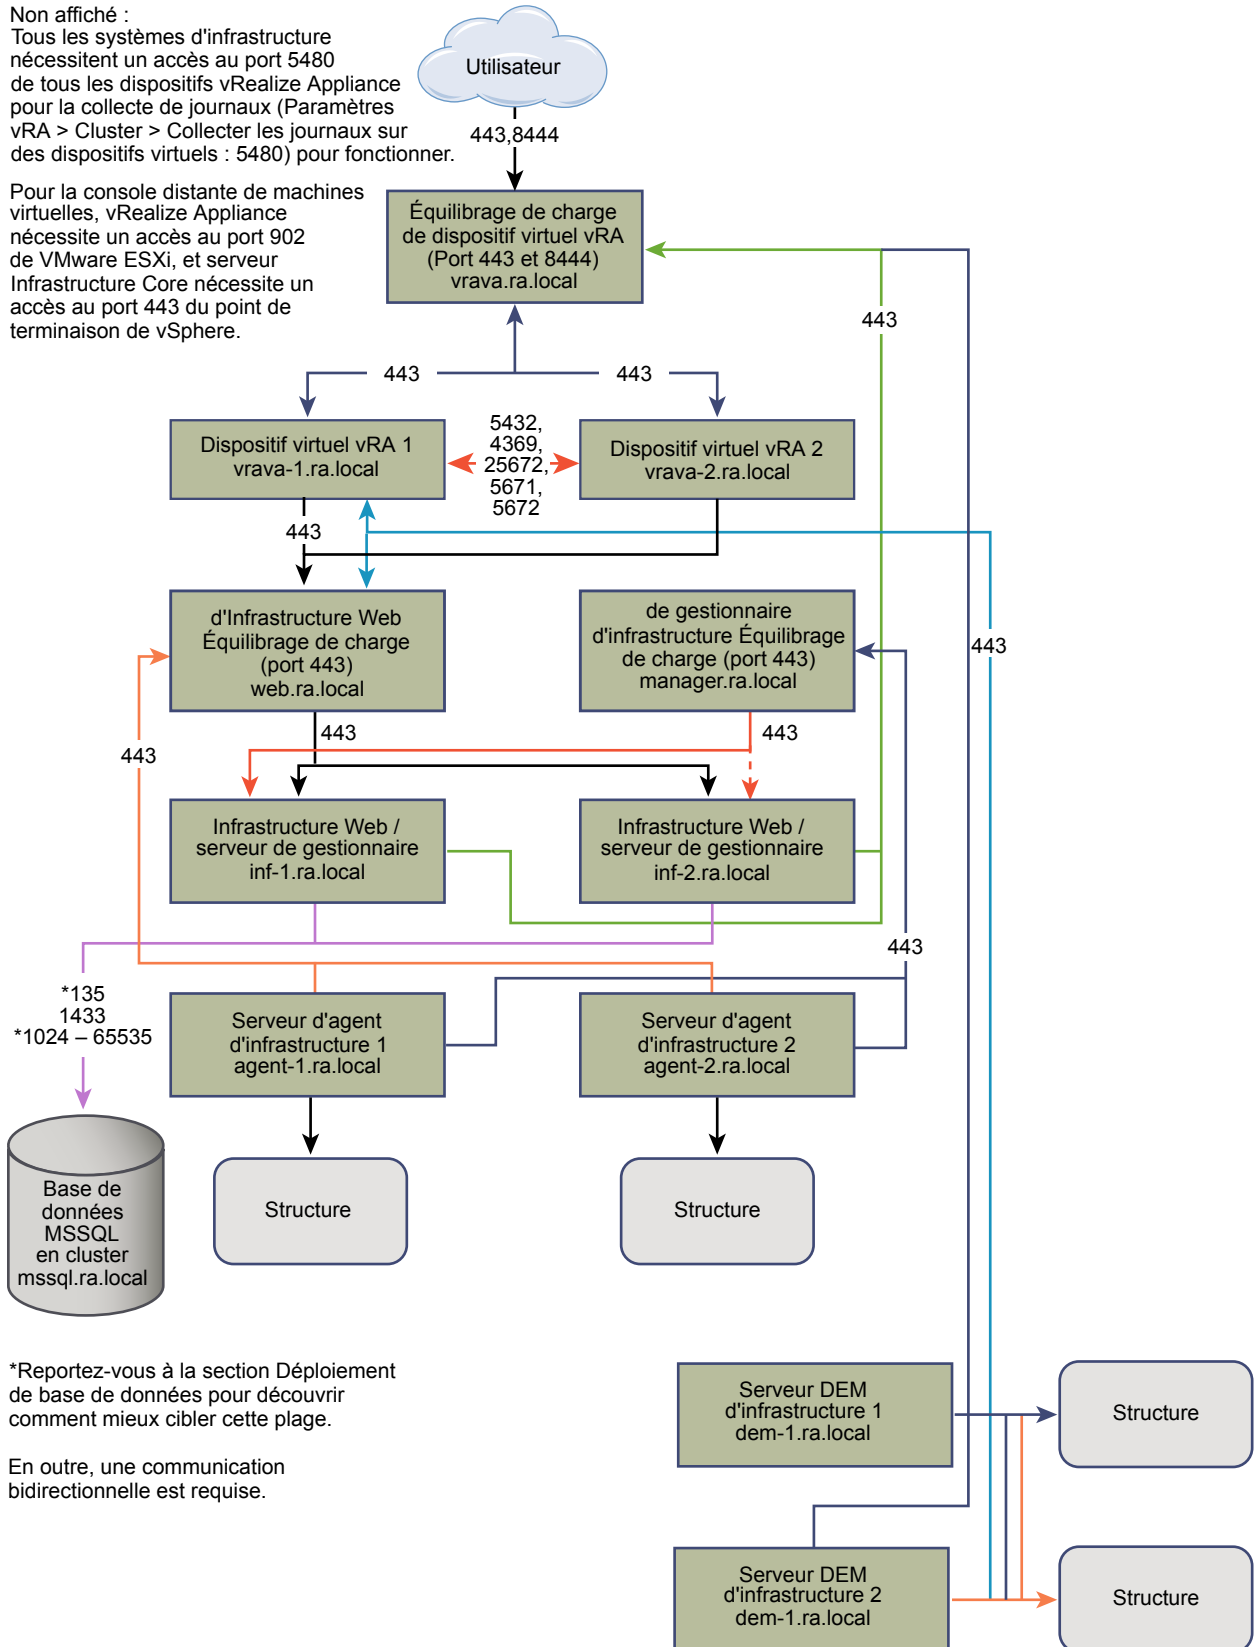 Non affiché :
Tous les systèmes d'infrastructure
nécessitent un accès au port 5480
de tous les dispositifs vRealize Appliance
pour la collecte de journaux (Paramètres
vRA > Cluster > Collecter les journaux sur
des dispositifs virtuels : 5480) pour fonctionner.
Pour la console distante de machines
virtuelles, vRealize Appliance
nécessite un accès au port 902
de VMware ESXi, et serveur
Infrastructure Core nécessite un
accès au port 443 du point de
terminaison de vSphere.
Utilisateur
443,8444
Équilibrage de charge
de dispositif virtuel vRA
(Port 443 et 8444)
vrava.ra.local
443
443
443
Dispositif virtuel vRA 1
vrava-1.ra.local
5432,
4369,
25672,
5671,
5672
Dispositif virtuel vRA 2
vrava-2.ra.local
443
d'Infrastructure Web
Équilibrage de charge
(port 443)
web.ra.local
de gestionnaire
d'infrastructure Équilibrage
de charge (port 443)
manager.ra.local
443
443
443
443
Infrastructure Web /
serveur de gestionnaire
inf-1.ra.local
Infrastructure Web /
serveur de gestionnaire
inf-2.ra.local
443
*135
1433
*1024 – 65535
Serveur d'agent
d'infrastructure 1
agent-1.ra.local
Serveur d'agent
d'infrastructure 2
agent-2.ra.local
Base de
données
MSSQL
en cluster
mssql.ra.local
Structure
Structure
*Reportez-vous à la section Déploiement
de base de données pour découvrir
comment mieux cibler cette plage.
En outre, une communication
bidirectionnelle est requise.
Serveur DEM
d'infrastructure 1
dem-1.ra.local
Structure
Serveur DEM
d'infrastructure 2
dem-1.ra.local
Structure